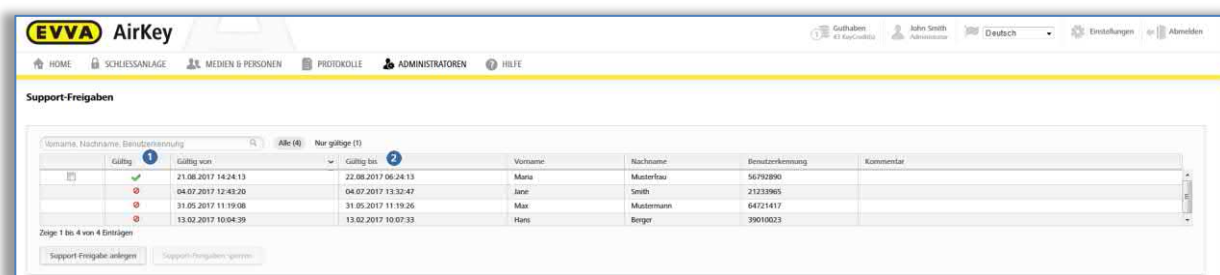 EVVA AirKey
Guthaben
43 KeyCredits
John Smith
Administrator
Deutsch
Einstellungen
Abmelden
HOME SCHLIESSANLAGE MEDIEN & PERSONEN PROTOKOLLE ADMINISTRATOREN HILFE
Support-Freigaben
Vorname, Nachname, Benutzerkennung Alle (4) Nur gültige (1)
Gültig 1 Gültig von Gültig bis 2 Vorname Nachname Benutzerkennung Kommentar
21.08.2017 14:24:13 22.08.2017 06:24:13 Maria Musterfrau 56792890
04.07.2017 12:43:20 04.07.2017 13:32:47 Jane Smith 21233965
31.05.2017 11:19:08 31.05.2017 11:19:26 Max Mustermann 64721417
13.02.2017 10:04:39 13.02.2017 10:07:33 Hans Berger 39010023
Zeige 1 bis 4 von 4 Einträgen
Support-Freigabe anlegen Support-Freigaben sperren